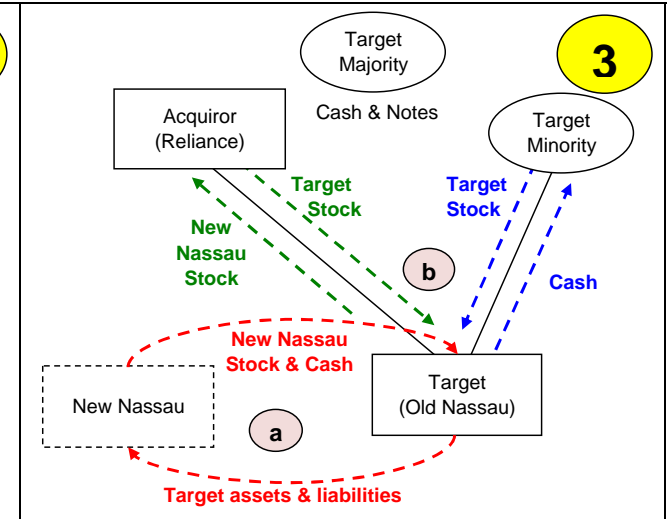 Target
Majority
3
Acquiror
(Reliance)
Cash & Notes
Target
Minority
Target
Stock
Target
Stock
New
Nassau
Stock
b
Cash
New Nassau
Stock & Cash
New Nassau
Target
(Old Nassau)
a
Target assets & liabilities